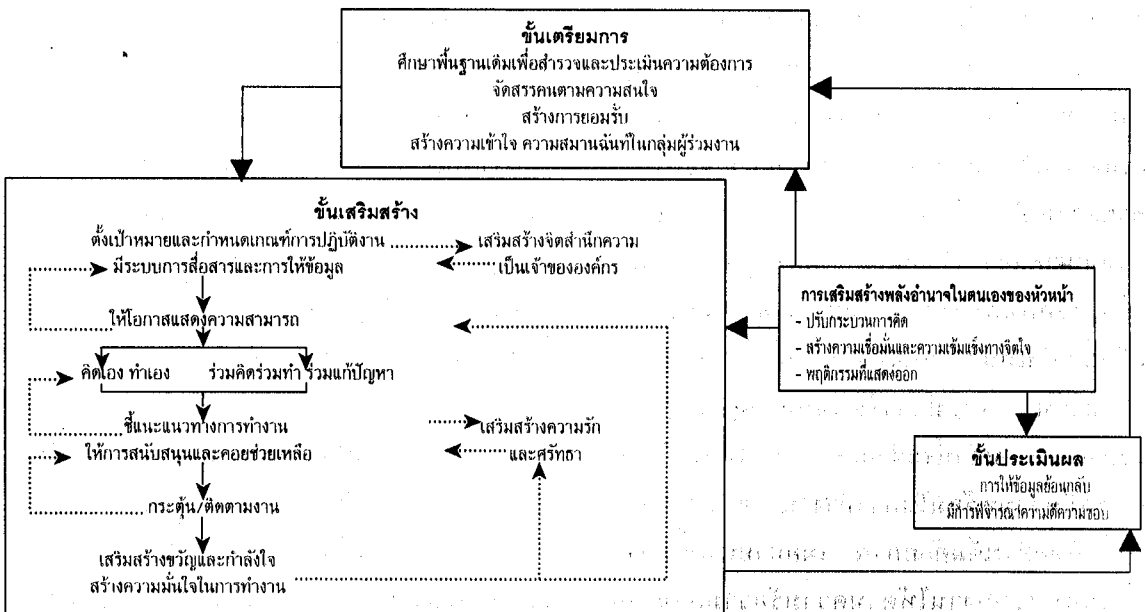 ขั้นเตรียมการ
ศึกษาพื้นฐานเดิมเพื่อสำรวจและประเมินความต้องการ
จัดสรรคนตามความสนใจ
สร้างการยอมรับ
สร้างความเข้าใจ ความสมานฉันท์ในกลุ่มผู้ร่วมงาน
ขั้นเสริมสร้าง
ตั้งเป้าหมายและกำหนดเกณฑ์การปฏิบัติงาน
มีระบบการสื่อสารและการให้ข้อมูล
เสริมสร้างจิตสำนึกความ
เป็นเจ้าขององค์กร
ให้โอกาสแสดงความสามารถ
คิดเอง ทำเอง ร่วมคิดร่วมทำ ร่วมแก้ปัญหา
ชี้แนะแนวทางการทำงาน
ให้การสนับสนุนและคอยช่วยเหลือ
เสริมสร้างความรัก
และศรัทธา
กระตุ้น/ติดตามงาน
เสริมสร้างขวัญและกำลังใจ
สร้างความมั่นใจในการทำงาน
การเสริมสร้างพลังอำนาจในตนเองของหัวหน้า
- ปรับกระบวนการคิด
- สร้างความเชื่อมั่นและความเข้มแข็งทางจิตใจ
- พฤติกรรมที่แสดงออก
ขั้นประเมินผล
การให้ข้อมูลย้อนกลับ
มีการพิจารณาความดีความชอบ